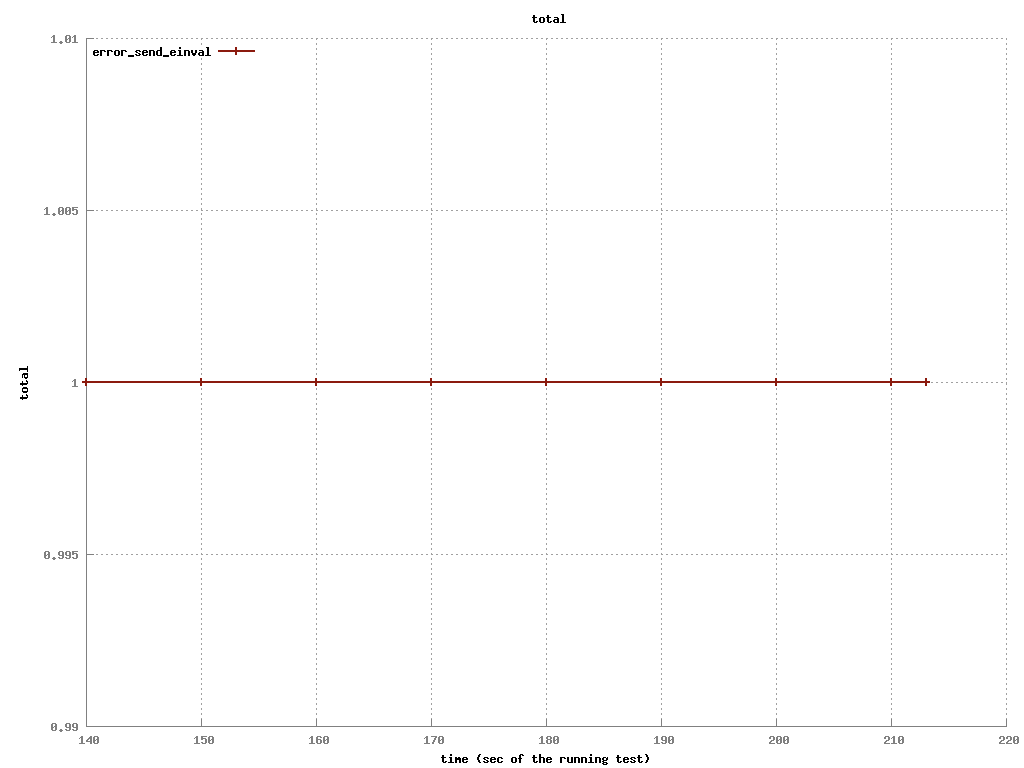 total
1.01
error_send_einval
1.005
total
1
0.995
0.99
140 150 160 170 180 190 200 210 220
time (sec of the running test)